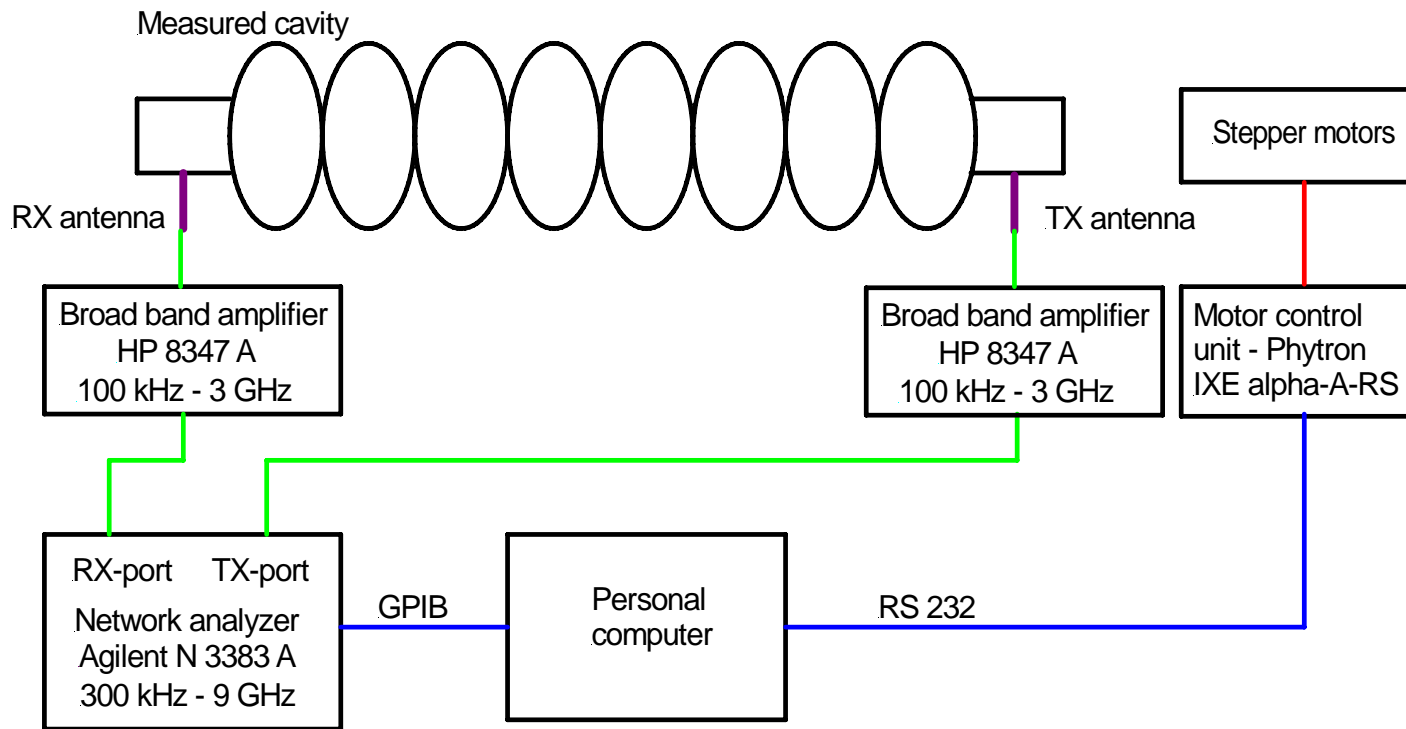 Measured cavity
Stepper motors
RX antenna
TX antenna
Broad band amplifier
HP 8347 A
100 kHz - 3 GHz
Broad band amplifier
HP 8347 A
100 kHz - 3 GHz
Motor control
unit - Phytron
IXE alpha-A-RS
RX-port TX-port
Network analyzer
Agilent N 3383 A
300 kHz - 9 GHz
GPIB
Personal
computer
RS 232